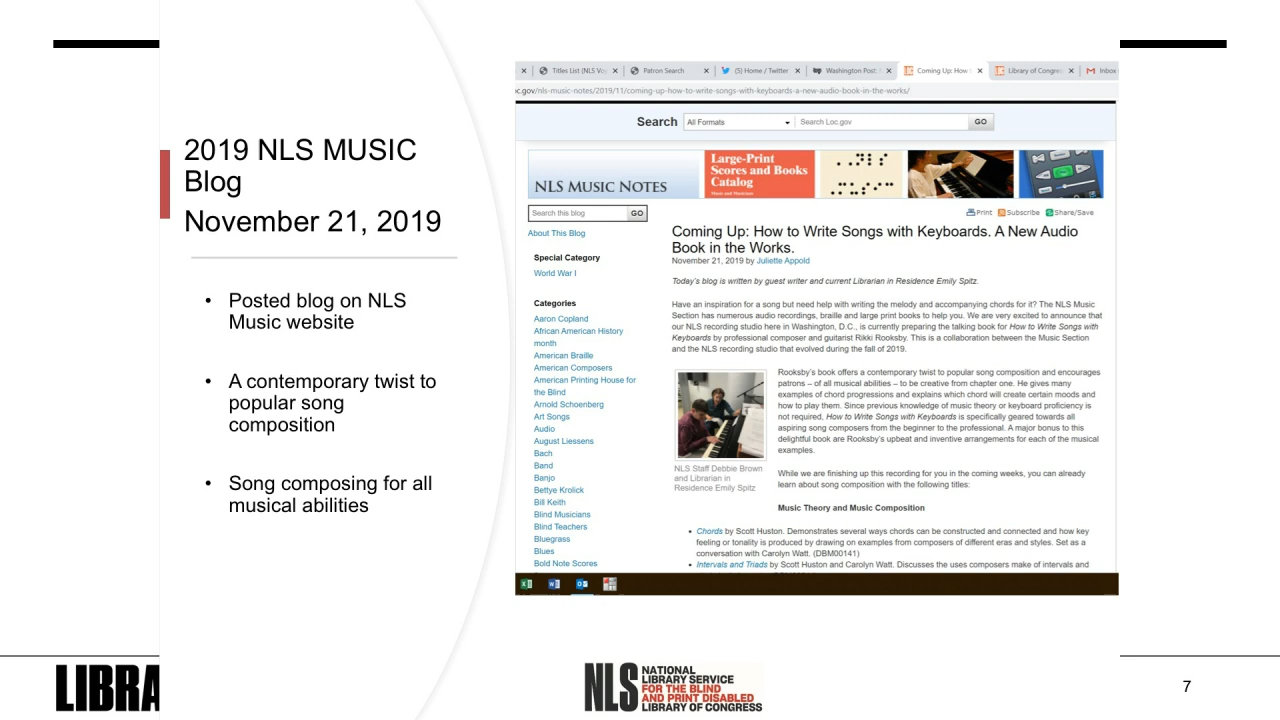 2019 NLS MUSIC
Blog
November 21, 2019
• Posted blog on NLS
Music website
• A contemporary twist to
popular song
composition
• Song composing for all
musical abilities
Titles List (NLS Vo
Patron Search
(5) Home / Twitter
Washington Post:
Coming Up: How t
Library of Congre
Inbox
c.gov/nls-music-notes/2019/11/coming-up-how-to-write-songs-with-keyboards-a-new-audio-book-in-the-works/
Search All Formats Search Loc.gov GO
NLS MUSIC NOTES
Large-Print
Scores and Books
Catalog
Music and Musicians
Search this blog GO
Print Subscribe Share/Save
About This Blog
Special Category
World War I
Categories
Aaron Copland
African American History
month
American Braille
American Composers
American Printing House for
the Blind
Arnold Schoenberg
Art Songs
Audio
August Liessens
Bach
Band
Banjo
Bettye Krolick
Bill Keith
Blind Musicians
Blind Teachers
Bluegrass
Blues
Bold Note Scores
Coming Up: How to Write Songs with Keyboards. A New Audio
Book in the Works.
November 21, 2019 by Juliette Appold
Today's blog is written by guest writer and current Librarian in Residence Emily Spitz.
Have an inspiration for a song but need help with writing the melody and accompanying chords for it? The NLS Music
Section has numerous audio recordings, braille and large print books to help you. We are very excited to announce that
our NLS recording studio here in Washington, D.C., is currently preparing the talking book for How to Write Songs with
Keyboards by professional composer and guitarist Rikki Rooksby. This is a collaboration between the Music Section
and the NLS recording studio that evolved during the fall of 2019.
Rooksby's book offers a contemporary twist to popular song composition and encourages
patrons – of all musical abilities – to be creative from chapter one. He gives many
examples of chord progressions and explains which chord will create certain moods and
how to play them. Since previous knowledge of music theory or keyboard proficiency is
not required, How to Write Songs with Keyboards is specifically geared towards all
aspiring song composers from the beginner to the professional. A major bonus to this
delightful book are Rooksby's upbeat and inventive arrangements for each of the musical
examples.
NLS Staff Debbie Brown
and Librarian in
Residence Emily Spitz
While we are finishing up this recording for you in the coming weeks, you can already
learn about song composition with the following titles:
Music Theory and Music Composition
• Chords by Scott Huston. Demonstrates several ways chords can be constructed and connected and how key
feeling or tonality is produced by drawing on examples from composers of different eras and styles. Set as a
conversation with Carolyn Watt. (DBM00141)
• Intervals and Triads by Scott Huston and Carolyn Watt. Discusses the uses composers make of intervals and
LIBRA
NLS NATIONAL
LIBRARY SERVICE
FOR THE BLIND
AND PRINT DISABLED
LIBRARY OF CONGRESS
7